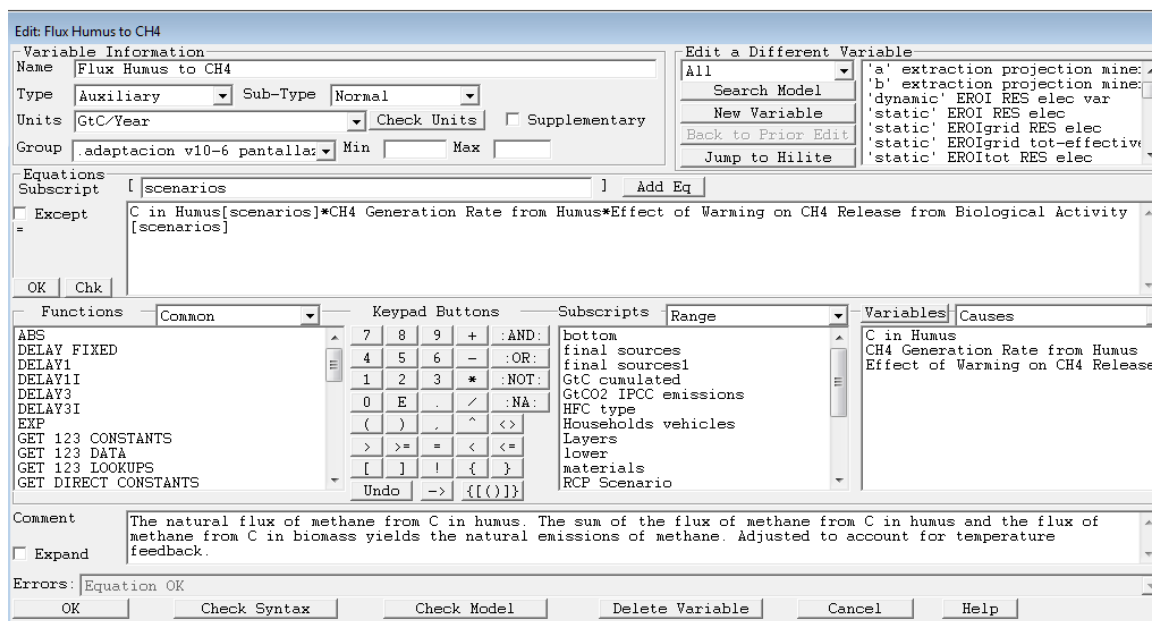 Edit: Flux Humus to CH4
Variable Information
Name Flux Humus to CH4
Type Auxiliary Sub-Type Normal
Units GtC/Year Check Units Supplementary
Group .adaptacion v10-6 pantallaz Min Max
Edit a Different Variable
All
Search Model
New Variable
Back to Prior Edit
Jump to Hilite
'a' extraction projection mine
'b' extraction projection mine
'dynamic' EROI RES elec var
'static' EROI RES elec
'static' EROIgrid RES elec
'static' EROIgrid tot-effective
'static' EROItot RES elec
Equations
Subscript [ scenarios ] Add Eq
Except
=
C in Humus[scenarios]*CH4 Generation Rate from Humus*Effect of Warming on CH4 Release from Biological Activity
[scenarios]
OK Chk
Functions Common
ABS
DELAY FIXED
DELAY1
DELAY1I
DELAY3
DELAY3I
EXP
GET 123 CONSTANTS
GET 123 DATA
GET 123 LOOKUPS
GET DIRECT CONSTANTS
Keypad Buttons
7 8 9 + :AND:
4 5 6 - :OR:
1 2 3 * :NOT:
0 E . / :NA:
( ) , ^ <>
> >= = < <=
[ ] ! { }
Undo -> {[()]}
Subscripts Range
bottom
final sources
final sources1
GtC cumulated
GtCO2 IPCC emissions
HFC type
Households vehicles
Layers
lower
materials
RCP Scenario
Variables Causes
C in Humus
CH4 Generation Rate from Humus
Effect of Warming on CH4 Release
Comment
Expand
The natural flux of methane from C in humus. The sum of the flux of methane from C in humus and the flux of
methane from C in biomass yields the natural emissions of methane. Adjusted to account for temperature
feedback.
Errors: Equation OK
OK Check Syntax Check Model Delete Variable Cancel Help